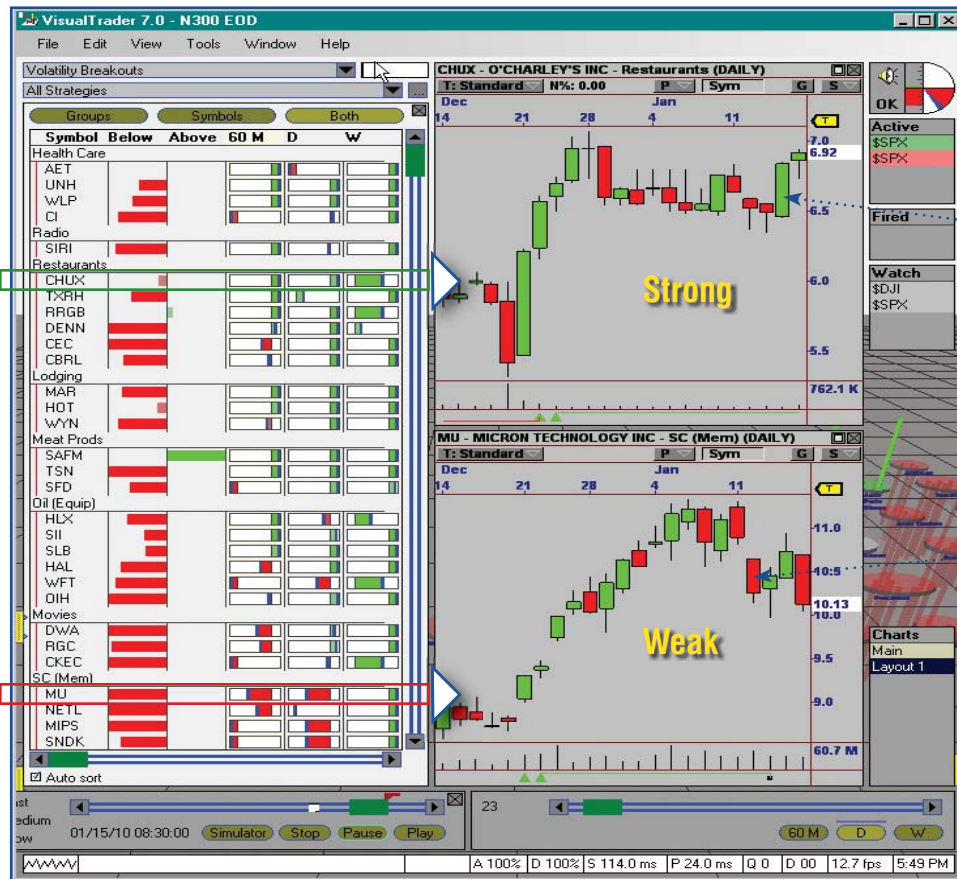 VisualTrader 7.0 - N300 EOD
File Edit View Tools Window Help
Volatility Breakouts
All Strategies
Groups Symbols Both
Symbol Below Above 60 M D W
Health Care
AET
UNH
WLP
CI
Radio
SIRI
Restaurants
CHUX
TXRH
RRGB
DENN
CEC
CBRL
Lodging
MAR
HOT
WYN
Meat Prods
SAFM
TSN
SFD
Oil (Equip)
HLX
SII
SLB
HAL
WFT
OIH
Movies
DWA
RGC
CKEC
SC (Mem)
MU
NETL
MIPS
SNDK
Auto sort
CHUX - O'CHARLEY'S INC - Restaurants (DAILY)
T: Standard N%: 0.00 P Sym G S
Dec Jan
14 21 28 4 11 T
7.0
6.92
6.5
6.0
Strong
5.5
762.1 K
MU - MICRON TECHNOLOGY INC - SC (Mem) (DAILY)
T: Standard P Sym G S
Dec Jan
14 21 28 4 11 T
11.0
10.5
10.13
10.0
Weak
9.5
9.0
60.7 M
OK
Active
$SPX
$SPX
Fired
Watch
$DJI
$SPX
Charts
Main
Layout 1
01/15/10 08:30:00 Simulator Stop Pause Play
23
60 M D W
A 100% D 100% S 114.0 ms P 24.0 ms Q 0 D 00 12.7 fps 5:49 PM